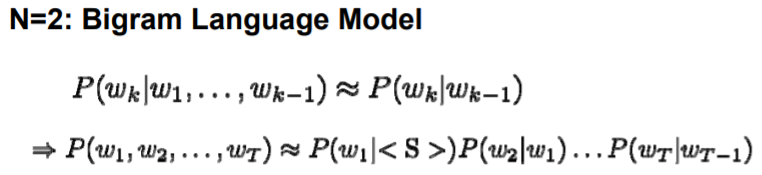 N=2: Bigram Language Model
P(w_k|w_1, . . . , w_{k−1}) ≈ P(w_k|w_{k−1})
⇒ P(w_1, w_2, . . . , w_T) ≈ P(w_1|< S >)P(w_2|w_1) . . . P(w_T|w_{T−1})